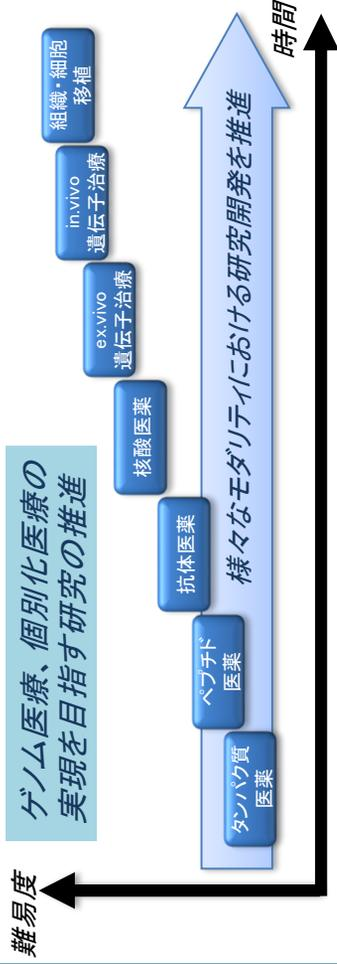 難易度
ゲノム医療、個別化医療の
実現を目指す研究の推進
タンパク質
医薬
ペプチド
医薬
抗体医薬
核酸医薬
ex.vivo
遺伝子治療
in.vivo
遺伝子治療
組織・細胞
移植
様々なモダリティにおける研究開発を推進
時間